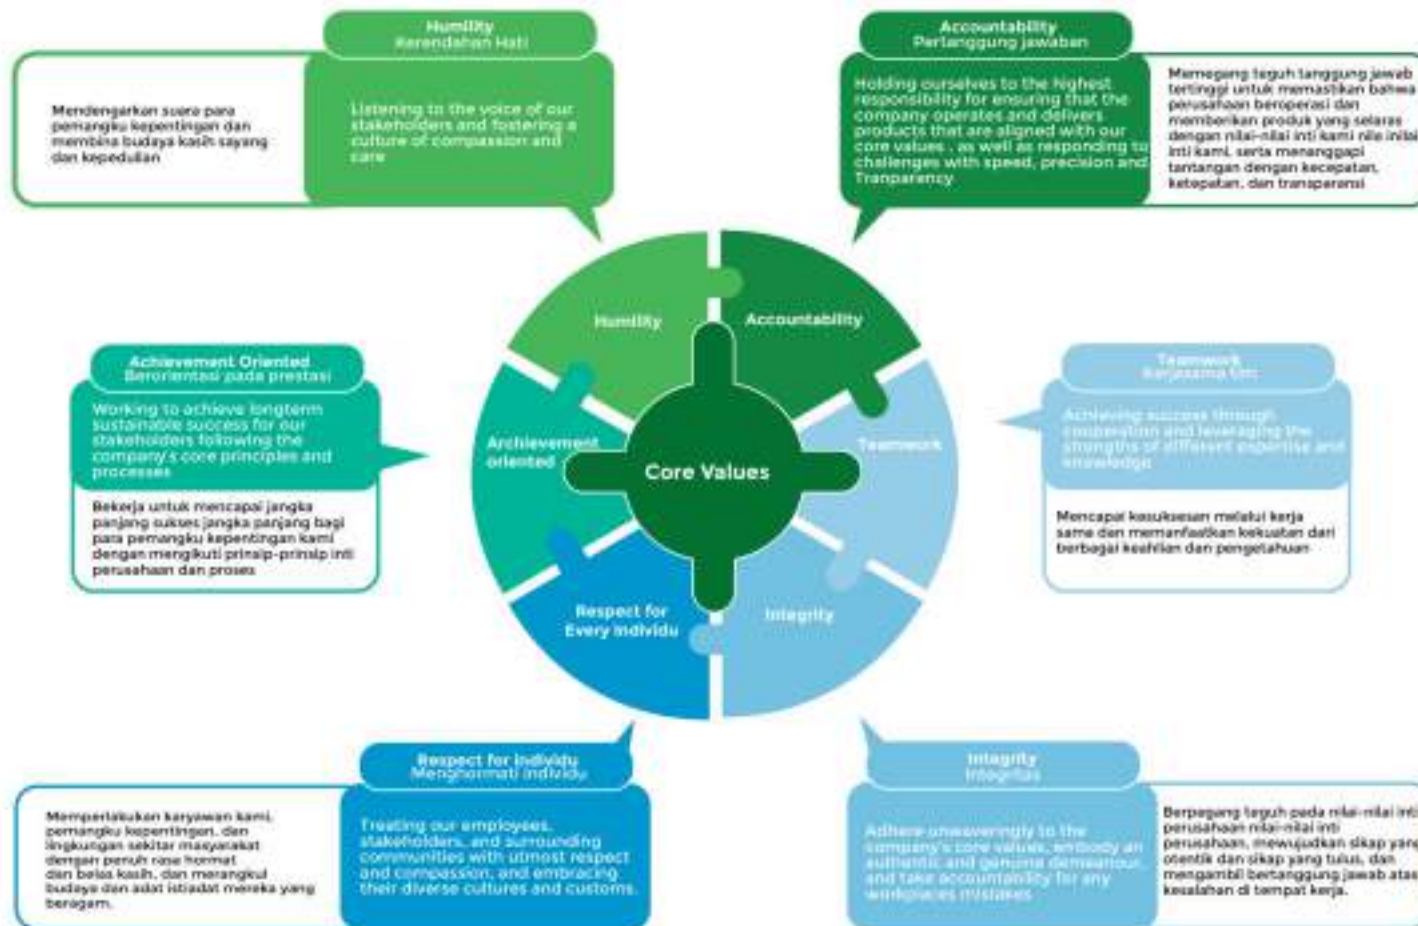 Humility
Kerendahan Hati
Mendengarkan suara para
pemangku kepentingan dan
membina budaya kasih sayang
dan kepedulian
Listening to the voice of our
stakeholders and fostering a
culture of compassion and
care
Accountability
Pertanggung jawaban
Holding ourselves to the highest
responsibility for ensuring that the
company operates and delivers
products that are aligned with our
core values , as well as responding to
challenges with speed, precision and
Tranparency
Memegang teguh tanggung jawab
tertinggi untuk memastikan bahwa
perusahaan beroperasi dan
memberikan produk yang selaras
dengan nilai-nilai inti kami nile inilai
inti kami, serta menanggapi
tantangan dengan kecepatan,
ketepatan, dan transparansi
Humility
Accountability
Archievement
oriented
Teamwork
Core Values
Respect for
Every Individu
Integrity
Achievement Oriented
Berorientasi pada prestasi
Working to achieve longterm
sustainable success for our
stakeholders following the
company's core principles and
processes
Bekerja untuk mencapai jangka
panjang sukses jangka panjang bagi
para pemangku kepentingan kami
dengan mengikuti prinsip-prinsip inti
perusahaan dan proses
Teamwork
Kerjasama tim
Achieving success through
cooperation and leveraging the
strengths of different expertise and
knowledge
Mencapai kesuksesan melalui kerja
sama dan memanfaatkan kekuatan dari
berbagai keahlian dan pengetahuan
Respect for individu
Menghormati individu
Memperlakukan karyawan kami,
pemangku kepentingan, dan
lingkungan sekitar masyarakat
dengan penuh rasa hormat
dan belas kasih, dan merangkul
budaya dan adat istiadat mereka yang
beragam.
Treating our employees,
stakeholders, and surrounding
communities with utmost respect
and compassion, and embracing
their diverse cultures and customs.
Integrity
Integritas
Adhere unwaveringly to the
company's core values, embody an
authentic and genuine demeanour,
and take accountability for any
workplaces mistakes
Berpegang teguh pada nilai-nilai inti
perusahaan nilai-nilai inti
perusahaan, mewujudkan sikap yang
otentik dan sikap yang tulus, dan
mengambil bertanggung jawab atas
kesalahan di tempat kerja.